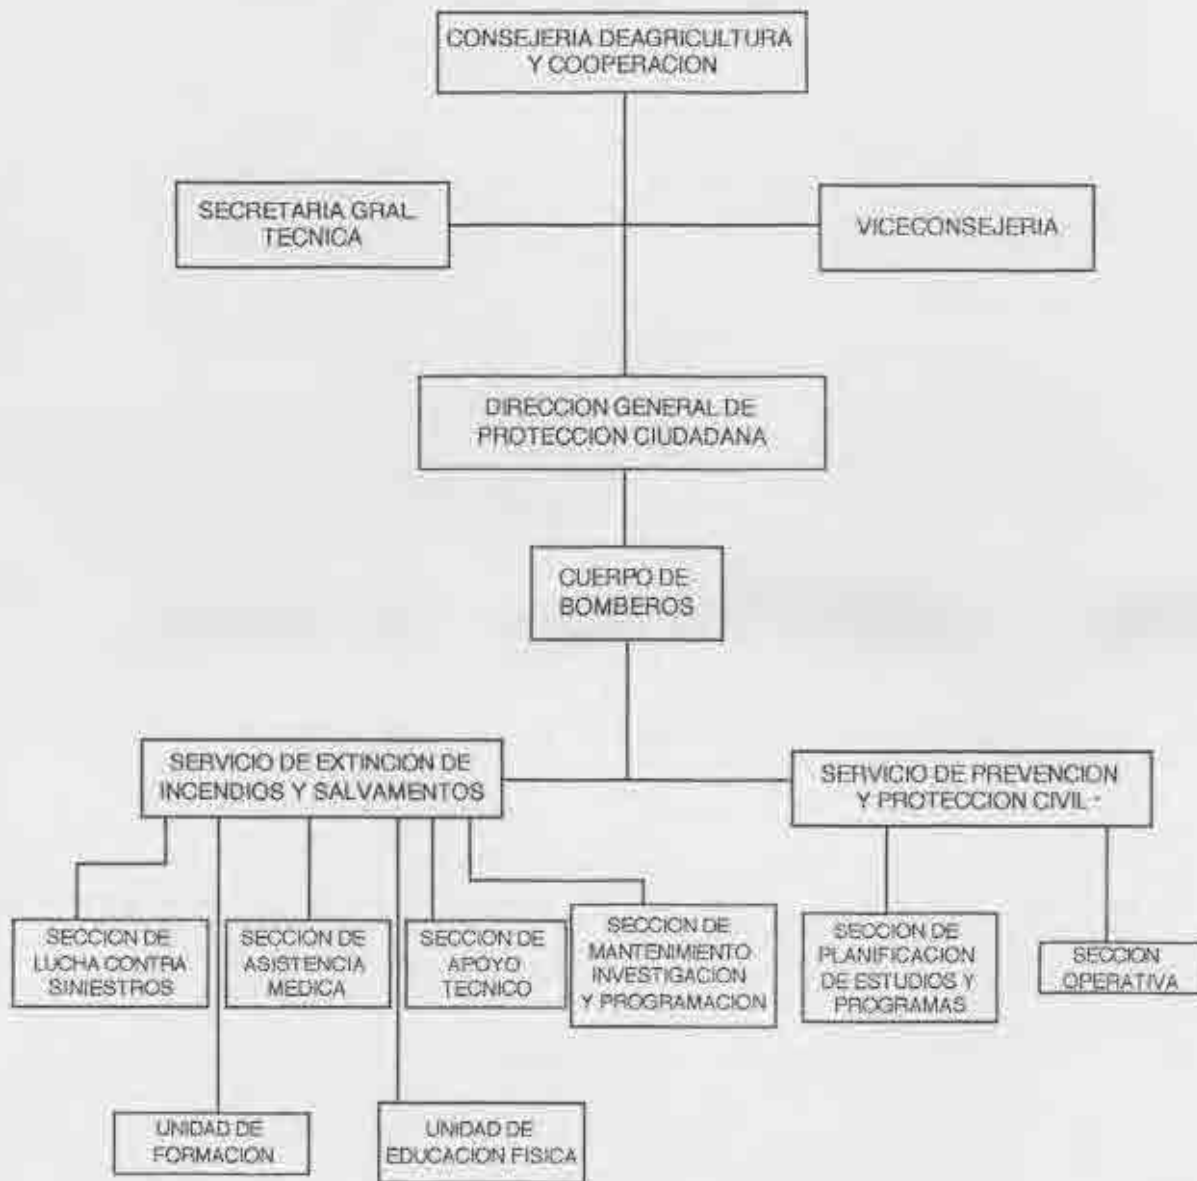 CONSEJERIA DEAGRICULTURA
Y COOPERACION
SECRETARIA GRAL.
TECNICA
VICECONSEJERIA
DIRECCION GENERAL DE
PROTECCION CIUDADANA
CUERPO DE
BOMBEROS
SERVICIO DE EXTINCION DE
INCENDIOS Y SALVAMENTOS
SERVICIO DE PREVENCION
Y PROTECCION CIVIL
SECCION DE
LUCHA CONTRA
SINIESTROS
SECCION DE
ASISTENCIA
MEDICA
SECCION DE
APOYO
TECNICO
SECCION DE
MANTENIMIENTO
INVESTIGACION
Y PROGRAMACION
SECCION DE
PLANIFICACION
DE ESTUDIOS Y
PROGRAMAS
SECCION
OPERATIVA
UNIDAD DE
FORMACION
UNIDAD DE
EDUCACION FISICA